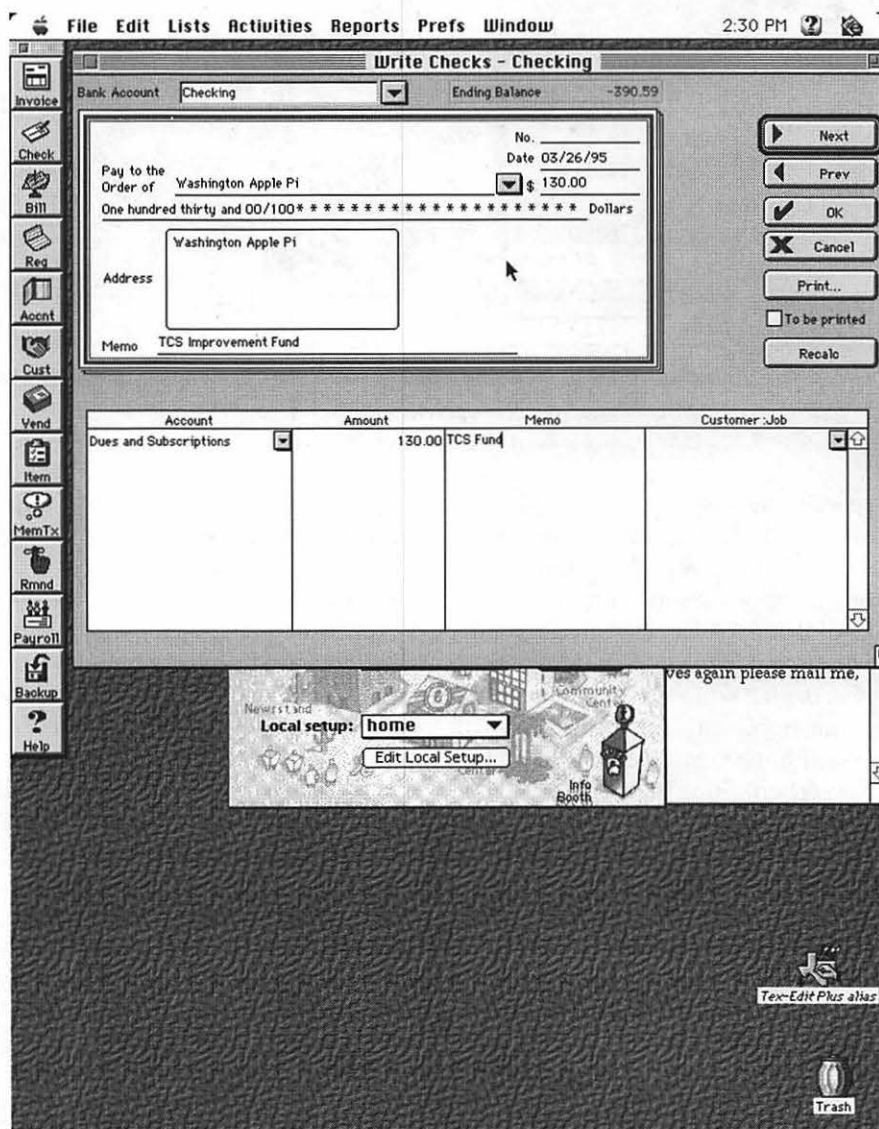 File Edit Lists Activities Reports Prefs Window 2:30 PM
Write Checks - Checking
Invoice
Check
Bill
Reg
Accnt
Cust
Vend
Item
MemTx
Rmnd
Payroll
Backup
Help
Bank Account Checking Ending Balance -390.59
No.
Date 03/26/95
Pay to the
Order of Washington Apple Pi $ 130.00
One hundred thirty and 00/100* * * * * * * * * * * * * * * * * * * * * Dollars
Washington Apple Pi
Address
Memo TCS Improvement Fund
Next
Prev
OK
Cancel
Print...
To be printed
Recalc
Account Amount Memo Customer:Job
Dues and Subscriptions 130.00 TCS Fund
ves again please mail me,
Community
Center
Newsstand
Local setup: home
Edit Local Setup...
Center
Info
Booth
Tex-Edit Plus alias
Trash